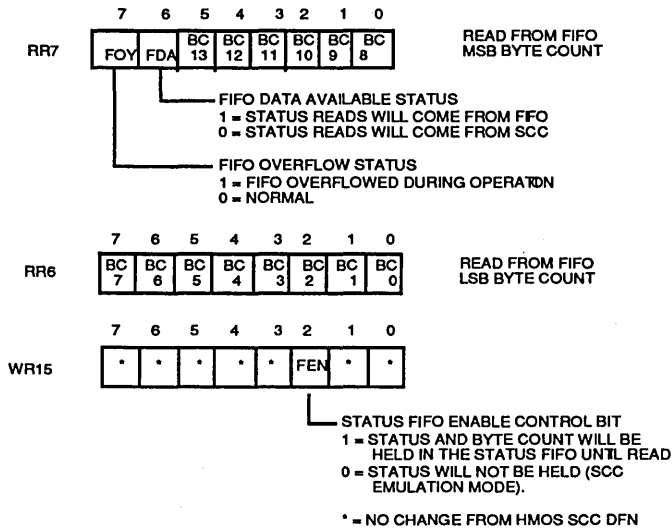 7 6 5 4 3 2 1 0
RR7 FOY FDA BC 13 BC 12 BC 11 BC 10 BC 9 BC 8
READ FROM FIFO
MSB BYTE COUNT
FIFO DATA AVAILABLE STATUS
1 = STATUS READS WILL COME FROM FIFO
0 = STATUS READS WILL COME FROM SCC
FIFO OVERFLOW STATUS
1 = FIFO OVERFLOWED DURING OPERATON
0 = NORMAL
7 6 5 4 3 2 1 0
RR6 BC 7 BC 6 BC 5 BC 4 BC 3 BC 2 BC 1 BC 0
READ FROM FIFO
LSB BYTE COUNT
7 6 5 4 3 2 1 0
WR15 * * * * * FEN * *
STATUS FIFO ENABLE CONTROL BIT
1 = STATUS AND BYTE COUNT WILL BE
HELD IN THE STATUS FIFO UNTIL READ
0 = STATUS WILL NOT BE HELD (SCC
EMULATION MODE).
* = NO CHANGE FROM HMOS SCC DFN